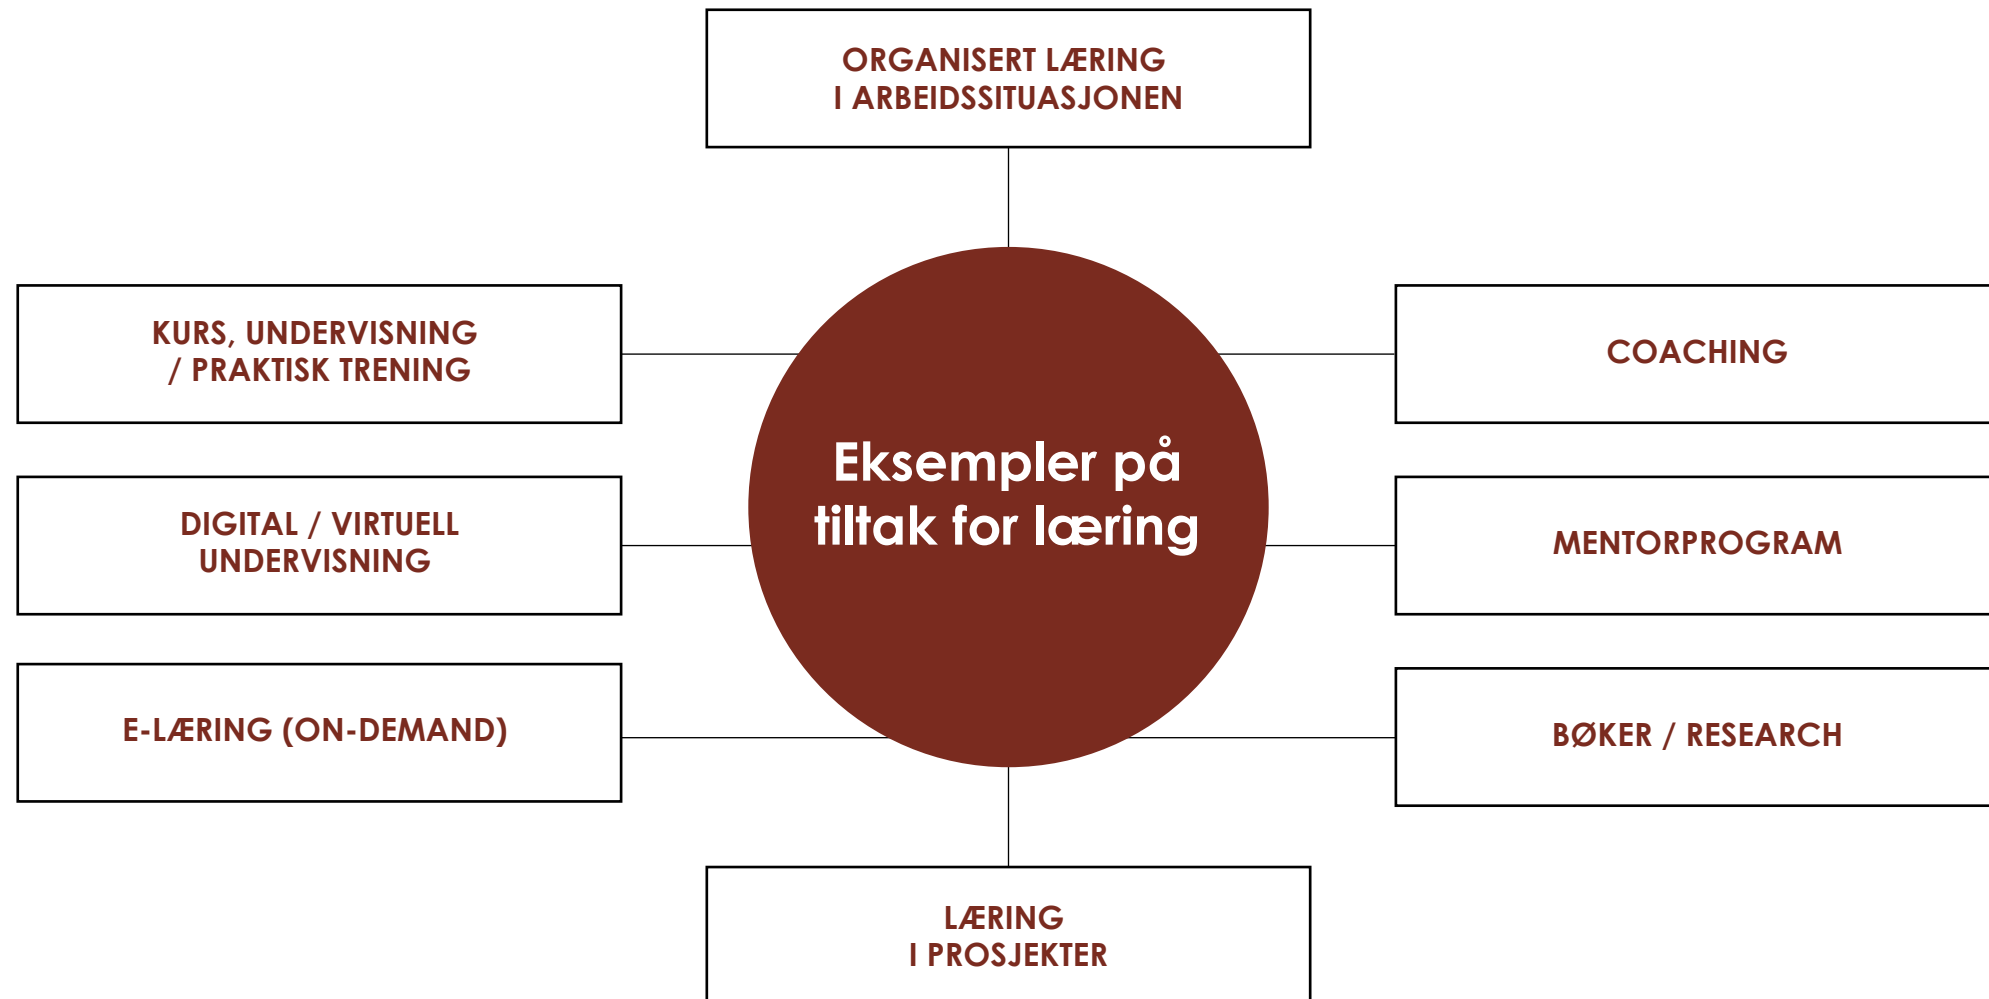 ORGANISERT LÆRING
I ARBEIDSSITUASJONEN
KURS, UNDERVISNING
/ PRAKTISK TRENING
COACHING
Eksempler på
tiltak for læring
DIGITAL / VIRTUELL
UNDERVISNING
MENTORPROGRAM
E-LÆRING (ON-DEMAND)
BØKER / RESEARCH
LÆRING
I PROSJEKTER